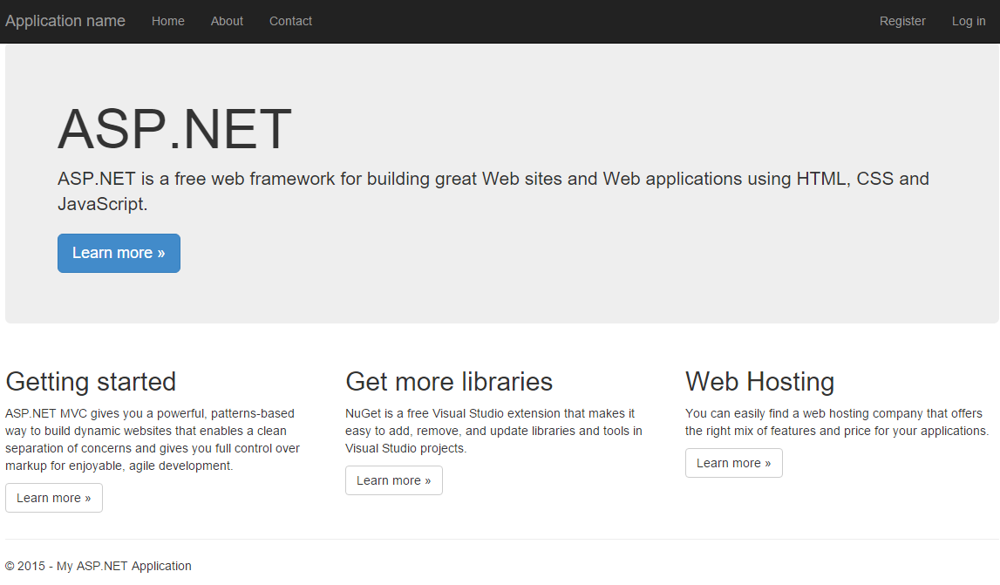 Application name Home About Contact Register Log in
ASP.NET
ASP.NET is a free web framework for building great Web sites and Web applications using HTML, CSS and
JavaScript.
Learn more »
Getting started
ASP.NET MVC gives you a powerful, patterns-based
way to build dynamic websites that enables a clean
separation of concerns and gives you full control over
markup for enjoyable, agile development.
Learn more »
Get more libraries
NuGet is a free Visual Studio extension that makes it
easy to add, remove, and update libraries and tools in
Visual Studio projects.
Learn more »
Web Hosting
You can easily find a web hosting company that offers
the right mix of features and price for your applications.
Learn more »
© 2015 - My ASP.NET Application